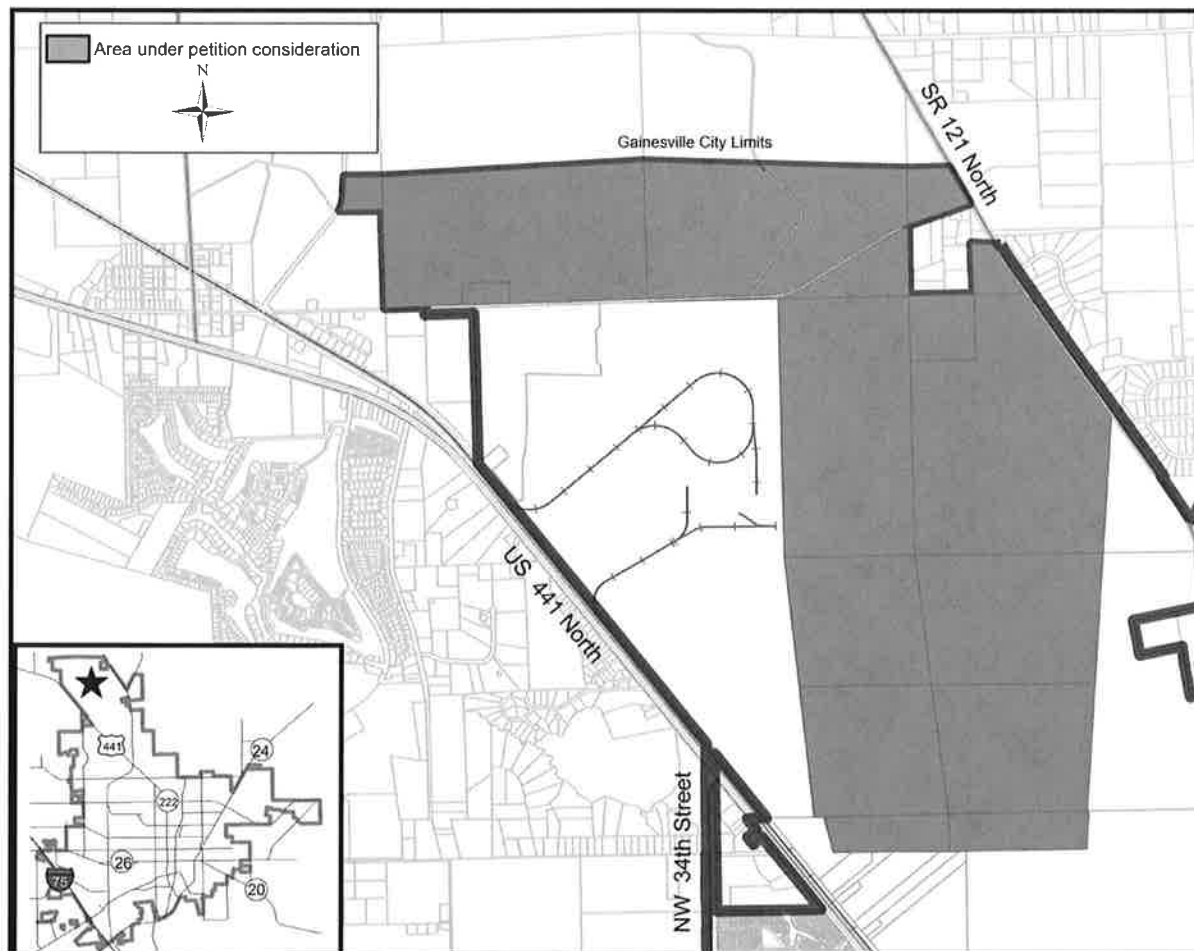 Area under petition consideration
N
Gainesville City Limits
SR 121 North
US 441 North
NW 34th Street
441
24
222
26
75
20